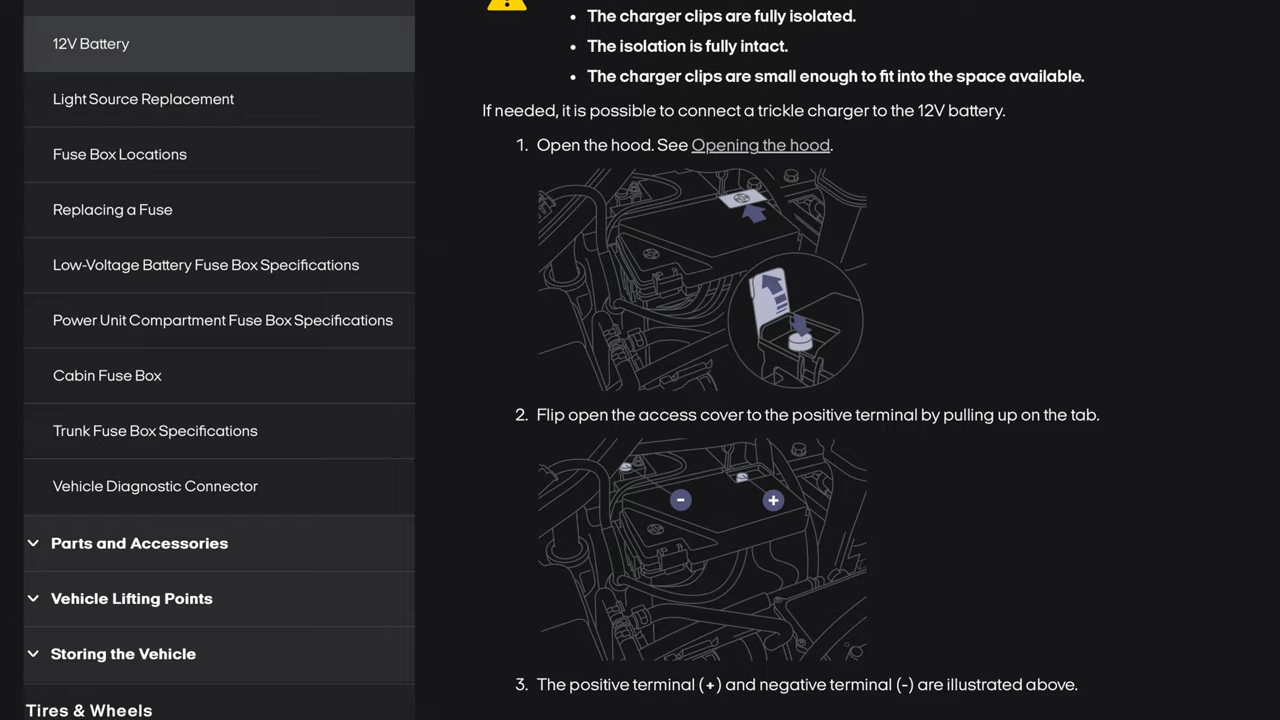 12V Battery
Light Source Replacement
Fuse Box Locations
Replacing a Fuse
Low-Voltage Battery Fuse Box Specifications
Power Unit Compartment Fuse Box Specifications
Cabin Fuse Box
Trunk Fuse Box Specifications
Vehicle Diagnostic Connector
Parts and Accessories
Vehicle Lifting Points
Storing the Vehicle
Tires & Wheels
• The charger clips are fully isolated.
• The isolation is fully intact.
• The charger clips are small enough to fit into the space available.
If needed, it is possible to connect a trickle charger to the 12V battery.
1. Open the hood. See Opening the hood.
2. Flip open the access cover to the positive terminal by pulling up on the tab.
- +
3. The positive terminal (+) and negative terminal (-) are illustrated above.